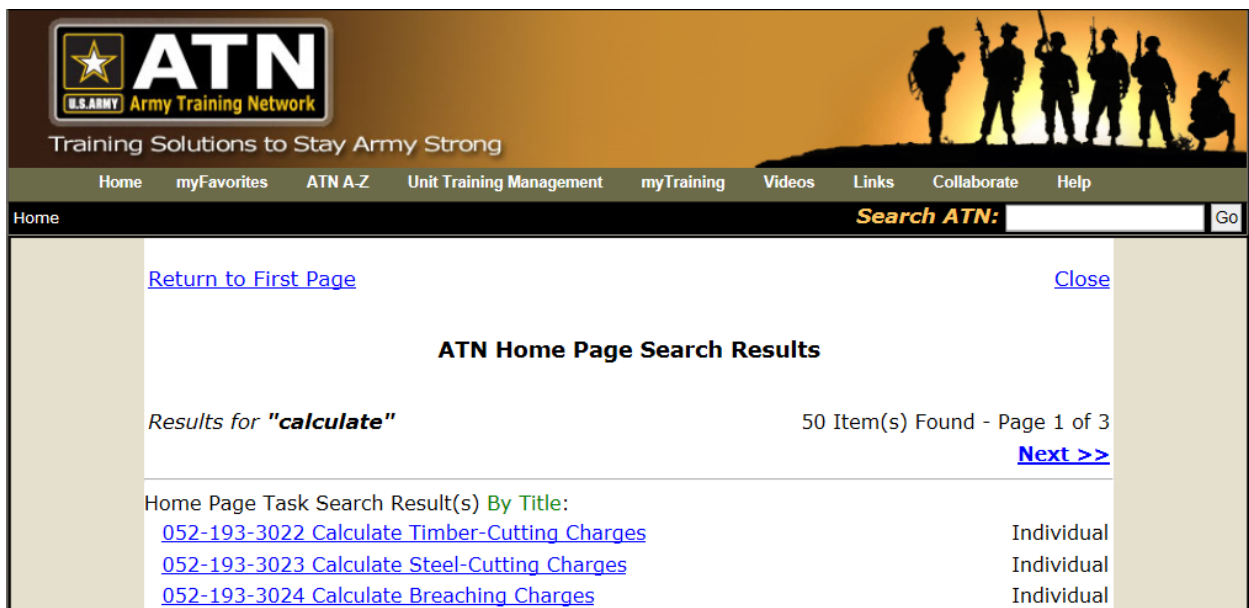 ATN
U.S.ARMY Army Training Network
Training Solutions to Stay Army Strong
Home myFavorites ATN A-Z Unit Training Management myTraining Videos Links Collaborate Help
Home Search ATN: Go
Return to First Page Close
ATN Home Page Search Results
Results for "calculate" 50 Item(s) Found - Page 1 of 3
Next >>
Home Page Task Search Result(s) By Title:
052-193-3022 Calculate Timber-Cutting Charges Individual
052-193-3023 Calculate Steel-Cutting Charges Individual
052-193-3024 Calculate Breaching Charges Individual